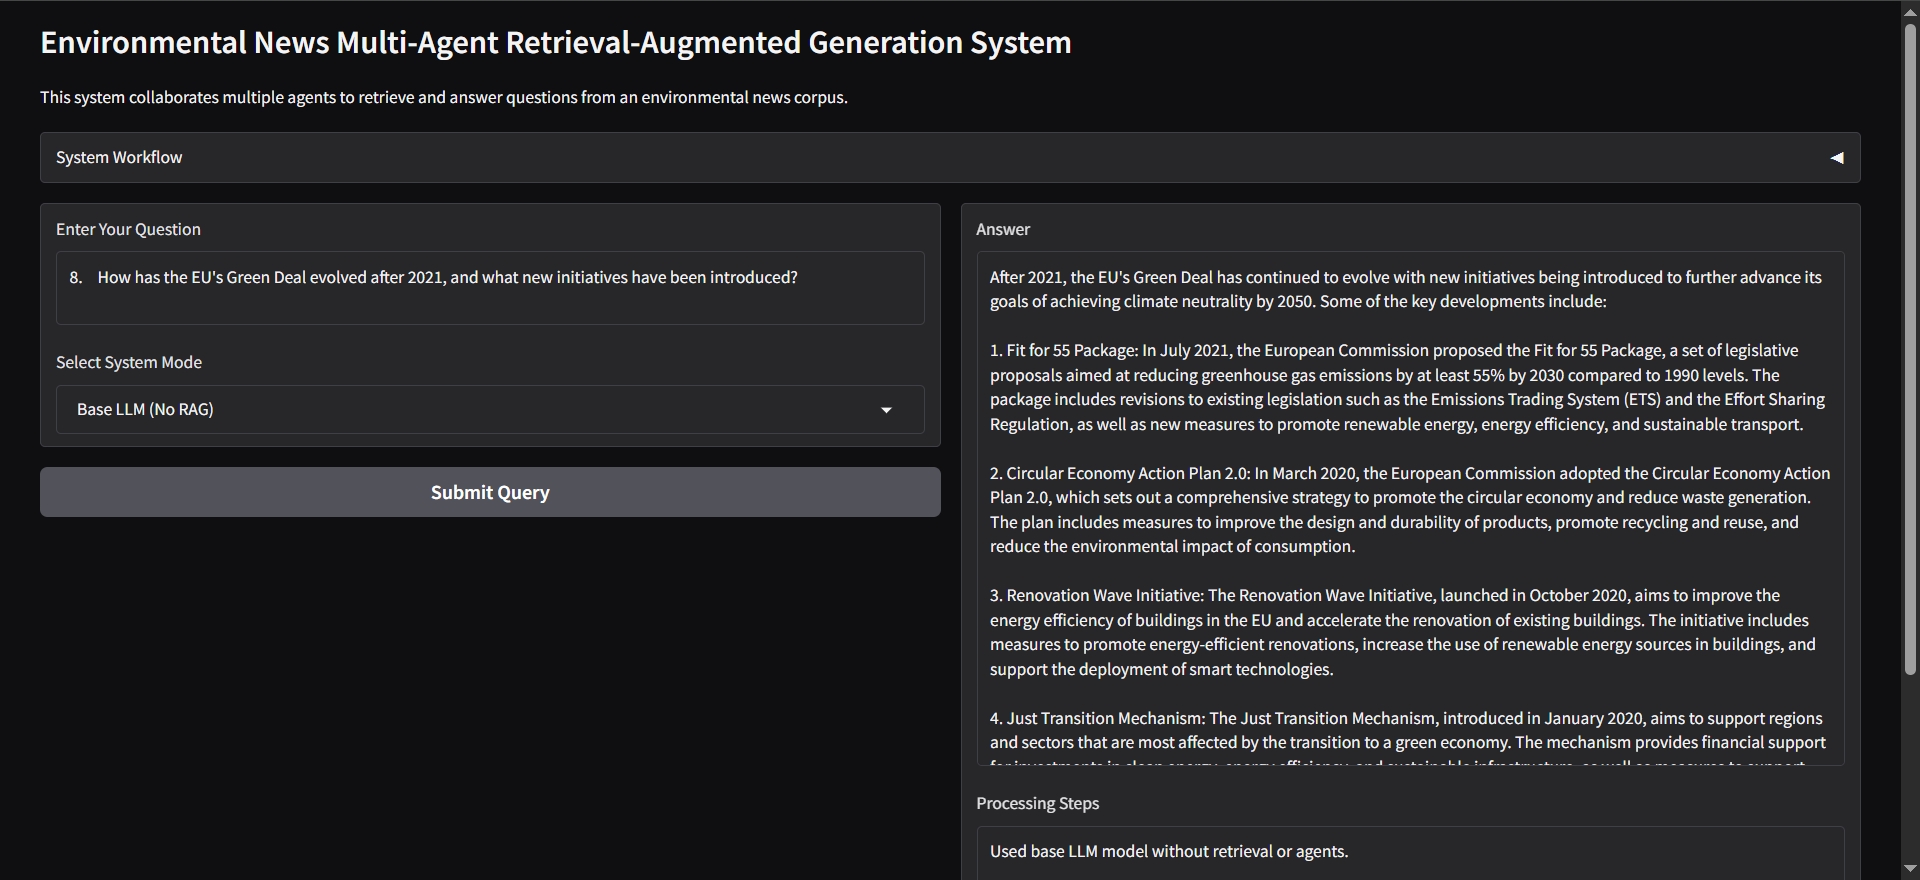 Environmental News Multi-Agent Retrieval-Augmented Generation System
This system collaborates multiple agents to retrieve and answer questions from an environmental news corpus.
System Workflow
Enter Your Question
8. How has the EU's Green Deal evolved after 2021, and what new initiatives have been introduced?
Select System Mode
Base LLM (No RAG)
Submit Query
Answer
After 2021, the EU's Green Deal has continued to evolve with new initiatives being introduced to further advance its
goals of achieving climate neutrality by 2050. Some of the key developments include:
1. Fit for 55 Package: In July 2021, the European Commission proposed the Fit for 55 Package, a set of legislative
proposals aimed at reducing greenhouse gas emissions by at least 55% by 2030 compared to 1990 levels. The
package includes revisions to existing legislation such as the Emissions Trading System (ETS) and the Effort Sharing
Regulation, as well as new measures to promote renewable energy, energy efficiency, and sustainable transport.
2. Circular Economy Action Plan 2.0: In March 2020, the European Commission adopted the Circular Economy Action
Plan 2.0, which sets out a comprehensive strategy to promote the circular economy and reduce waste generation.
The plan includes measures to improve the design and durability of products, promote recycling and reuse, and
reduce the environmental impact of consumption.
3. Renovation Wave Initiative: The Renovation Wave Initiative, launched in October 2020, aims to improve the
energy efficiency of buildings in the EU and accelerate the renovation of existing buildings. The initiative includes
measures to promote energy-efficient renovations, increase the use of renewable energy sources in buildings, and
support the deployment of smart technologies.
4. Just Transition Mechanism: The Just Transition Mechanism, introduced in January 2020, aims to support regions
and sectors that are most affected by the transition to a green economy. The mechanism provides financial support
for investments in clean energy, energy efficiency, and sustainable infrastructure, as well as measures to support
Processing Steps
Used base LLM model without retrieval or agents.